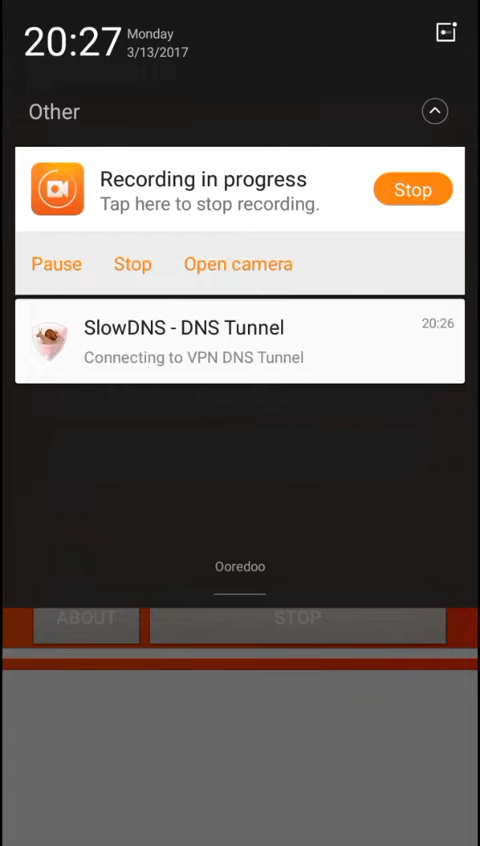 20:27
Monday
3/13/2017
Other
Recording in progress
Tap here to stop recording.
Stop
Pause Stop Open camera
SlowDNS - DNS Tunnel
20:26
Connecting to VPN DNS Tunnel
Ooredoo
ABOUT STOP